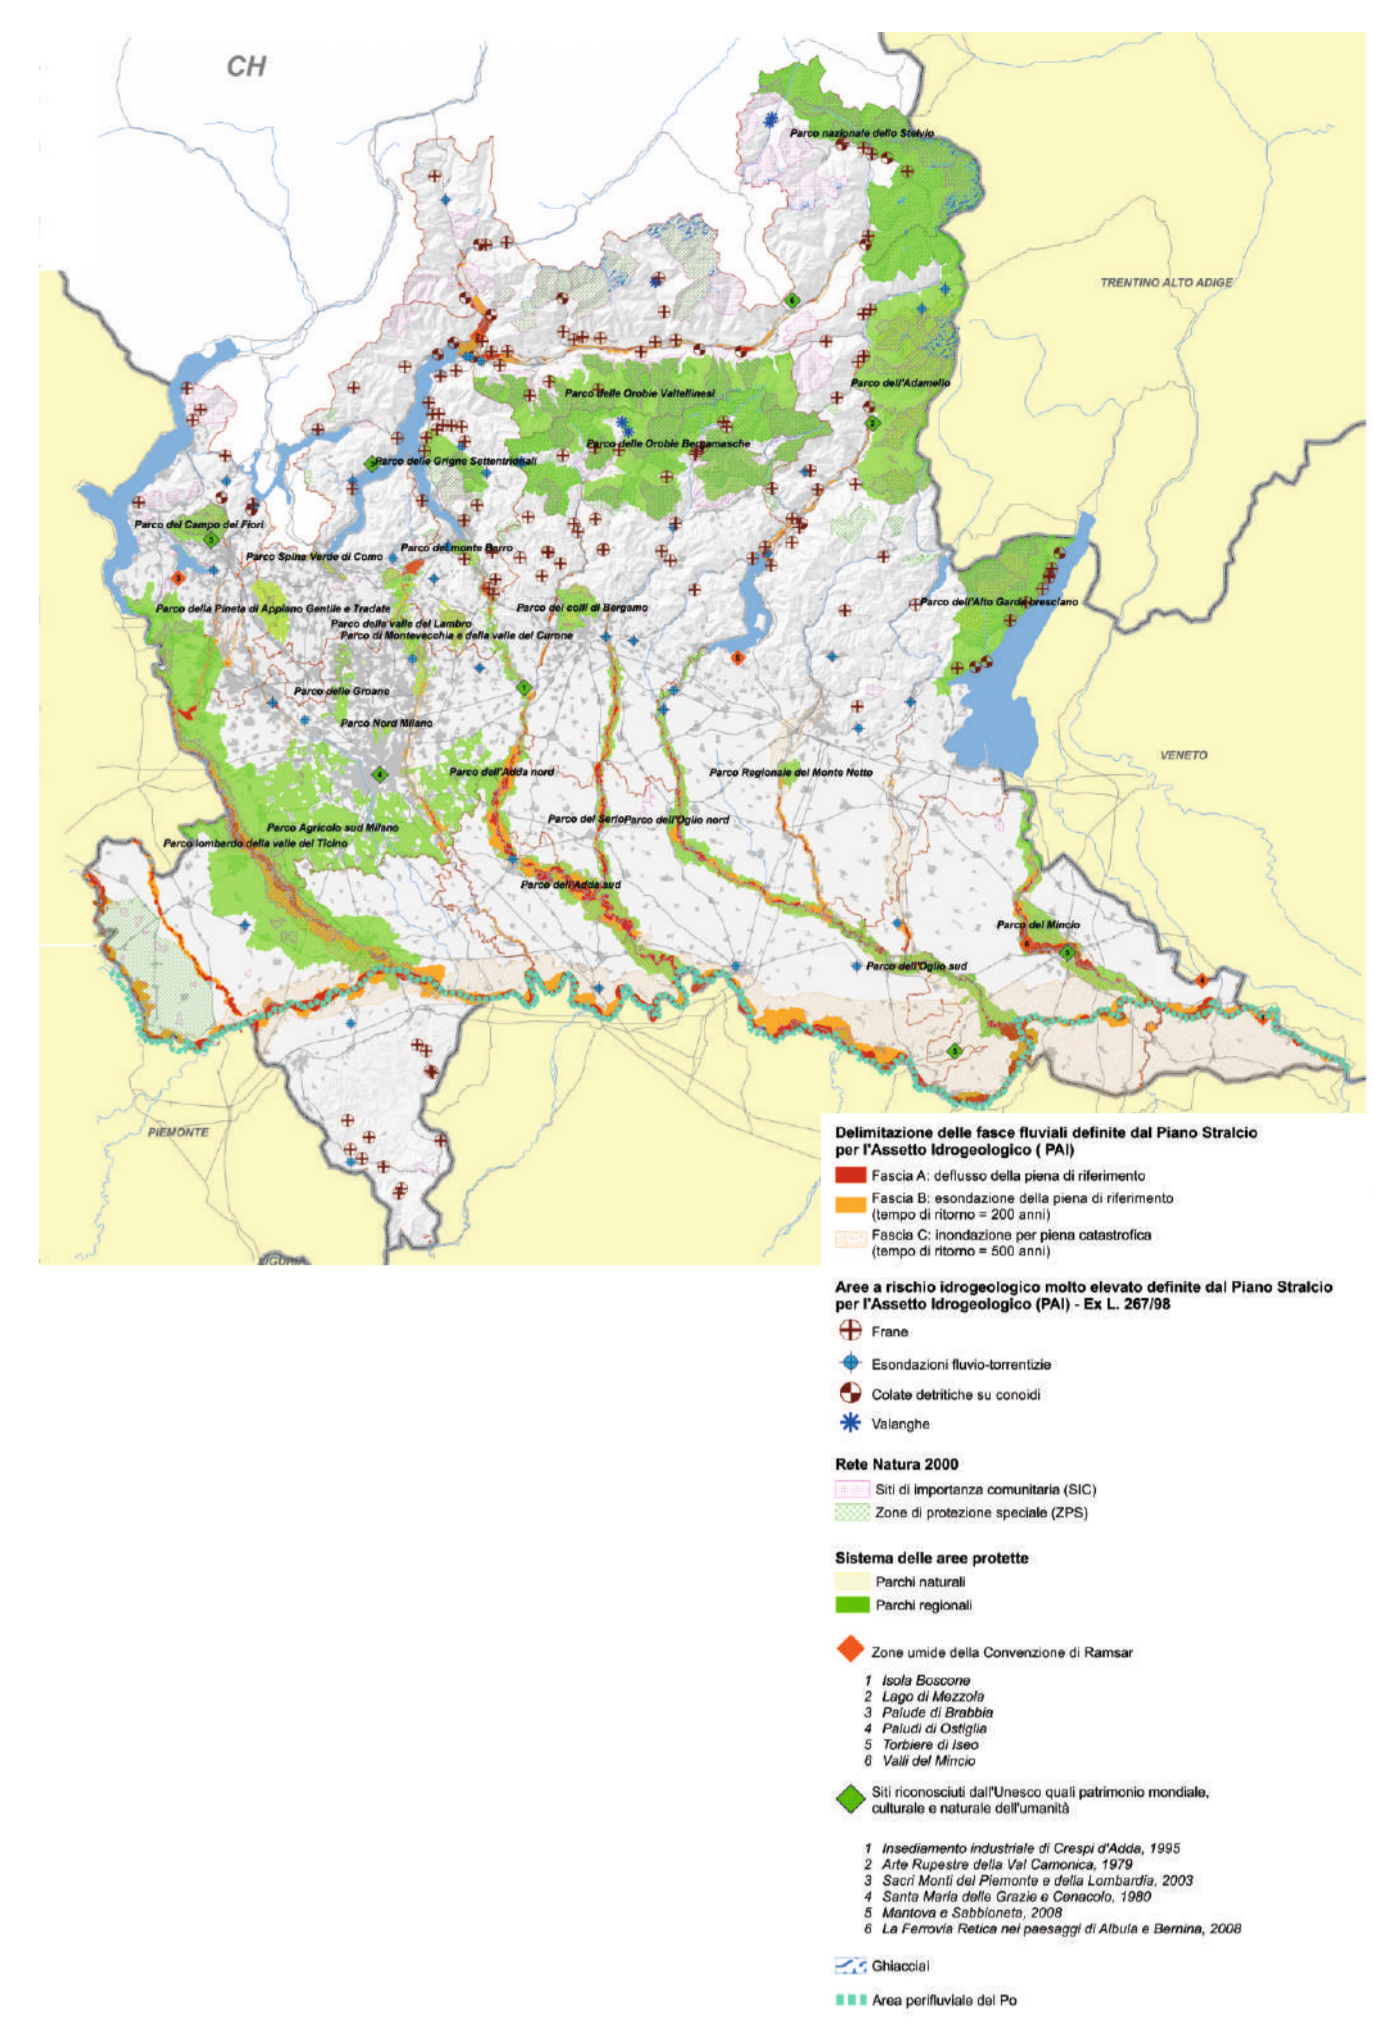 CH
Parco nazionale dello Stelvio
TRENTINO ALTO ADIGE
6
Parco dell'Adamello
Parco delle Orobie Valtellinesi
2
Parco delle Orobie Bergamasche
Parco delle Grigne Settentrionali
Parco del Campo dei Fiori
3
Parco Spina Verde di Como
Parco del monte Barro
3
Parco della Pineta di Appiano Gentile e Tradate
Parco dei colli di Bergamo
Parco dell'Alto Garda bresciano
Parco della valle del Lambro
Parco di Montevecchia e della valle del Curone
5
1
Parco delle Groane
Parco Nord Milano
VENETO
4
Parco dell'Adda nord
Parco Regionale del Monte Netto
Parco del Serio
Parco dell'Oglio nord
Parco Agricolo sud Milano
Parco lombardo della valle del Ticino
Parco dell'Adda sud
Parco del Mincio
6
5
Parco dell'Oglio sud
4
1
5
PIEMONTE
LIGURIA
Delimitazione delle fasce fluviali definite dal Piano Stralcio
per l'Assetto Idrogeologico ( PAI)
Fascia A: deflusso della piena di riferimento
Fascia B: esondazione della piena di riferimento
(tempo di ritorno = 200 anni)
Fascia C: inondazione per piena catastrofica
(tempo di ritorno = 500 anni)
Aree a rischio idrogeologico molto elevato definite dal Piano Stralcio
per l'Assetto Idrogeologico (PAI) - Ex L. 267/98
Frane
Esondazioni fluvio-torrentizie
Colate detritiche su conoidi
Valanghe
Rete Natura 2000
Siti di importanza comunitaria (SIC)
Zone di protezione speciale (ZPS)
Sistema delle aree protette
Parchi naturali
Parchi regionali
Zone umide della Convenzione di Ramsar
1 Isola Boscone
2 Lago di Mezzola
3 Palude di Brabbia
4 Paludi di Ostiglia
5 Torbiere di Iseo
6 Valli del Mincio
Siti riconosciuti dall'Unesco quali patrimonio mondiale,
culturale e naturale dell'umanità
1 Insediamento industriale di Crespi d'Adda, 1995
2 Arte Rupestre della Val Camonica, 1979
3 Sacri Monti del Piemonte e della Lombardia, 2003
4 Santa Maria delle Grazie e Cenacolo, 1980
5 Mantova e Sabbioneta, 2008
6 La Ferrovia Retica nei paesaggi di Albula e Bernina, 2008
Ghiacciai
Area perifluviale del Po